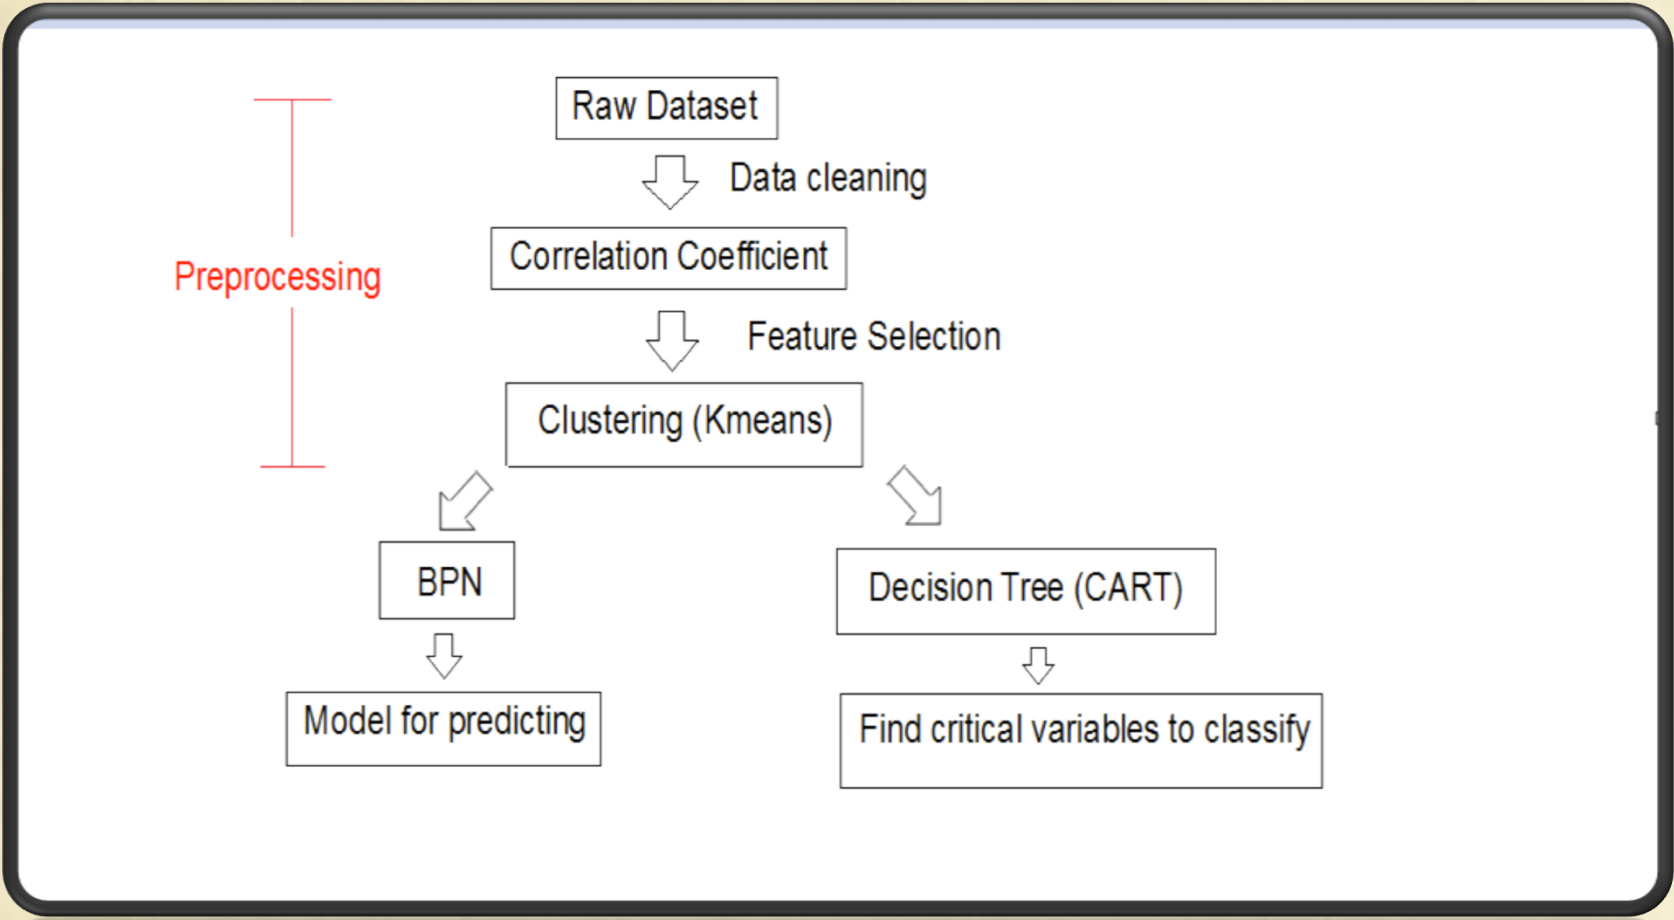 Raw Dataset
Data cleaning
Correlation Coefficient
Preprocessing
Feature Selection
Clustering (Kmeans)
BPN
Decision Tree (CART)
Model for predicting
Find critical variables to classify